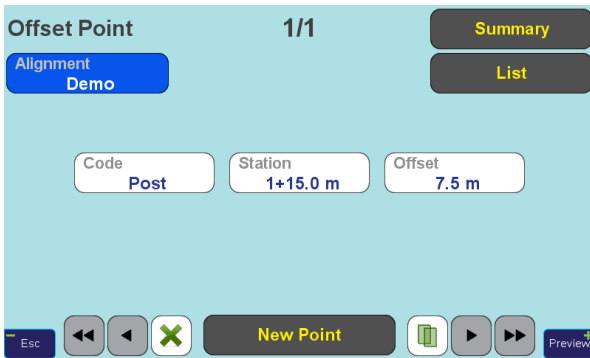 Offset Point
1/1
Summary
Alignment
Demo
List
Code
Post
Station
1+15.0 m
Offset
7.5 m
Esc
New Point
Preview